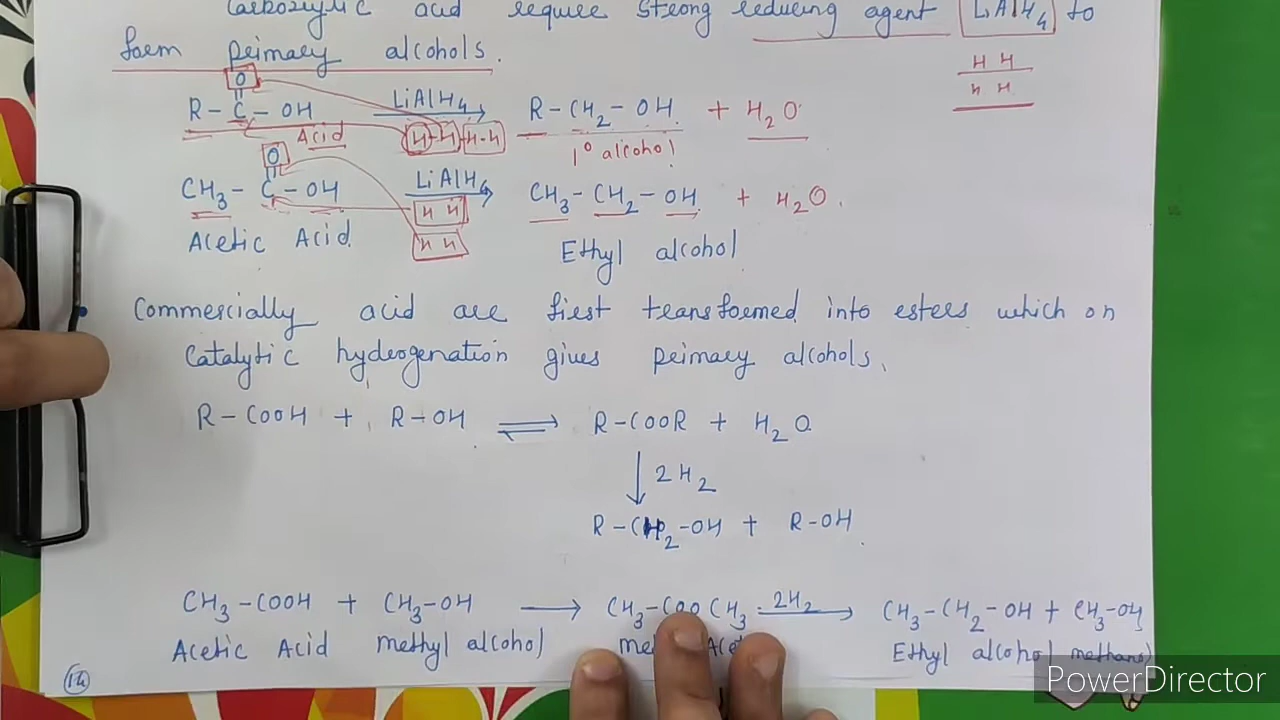 Carboxylic acid require strong reducing agent LiAlH4 to
form primary alcohols.
H H
H H
O
R - C - OH LiAlH4 R - CH2 - OH + H2O
Acid H-H H-H 1° alcohol
O
CH3 - C - OH LiAlH4 CH3 - CH2 - OH + H2O.
H H
Acetic Acid H H Ethyl alcohol
• Commercially acid are first transformed into esters which on
Catalytic hydrogenation gives primary alcohols.
R - COOH + R - OH ⇌ R - COOR + H2O
↓ 2H2
R - CH2 - OH + R - OH.
CH3 - COOH + CH3 - OH → CH3 - COOCH3 2H2 → CH3 - CH2 - OH + CH3 - OH
Acetic Acid methyl alcohol Ethyl alcohol
14
PowerDirector